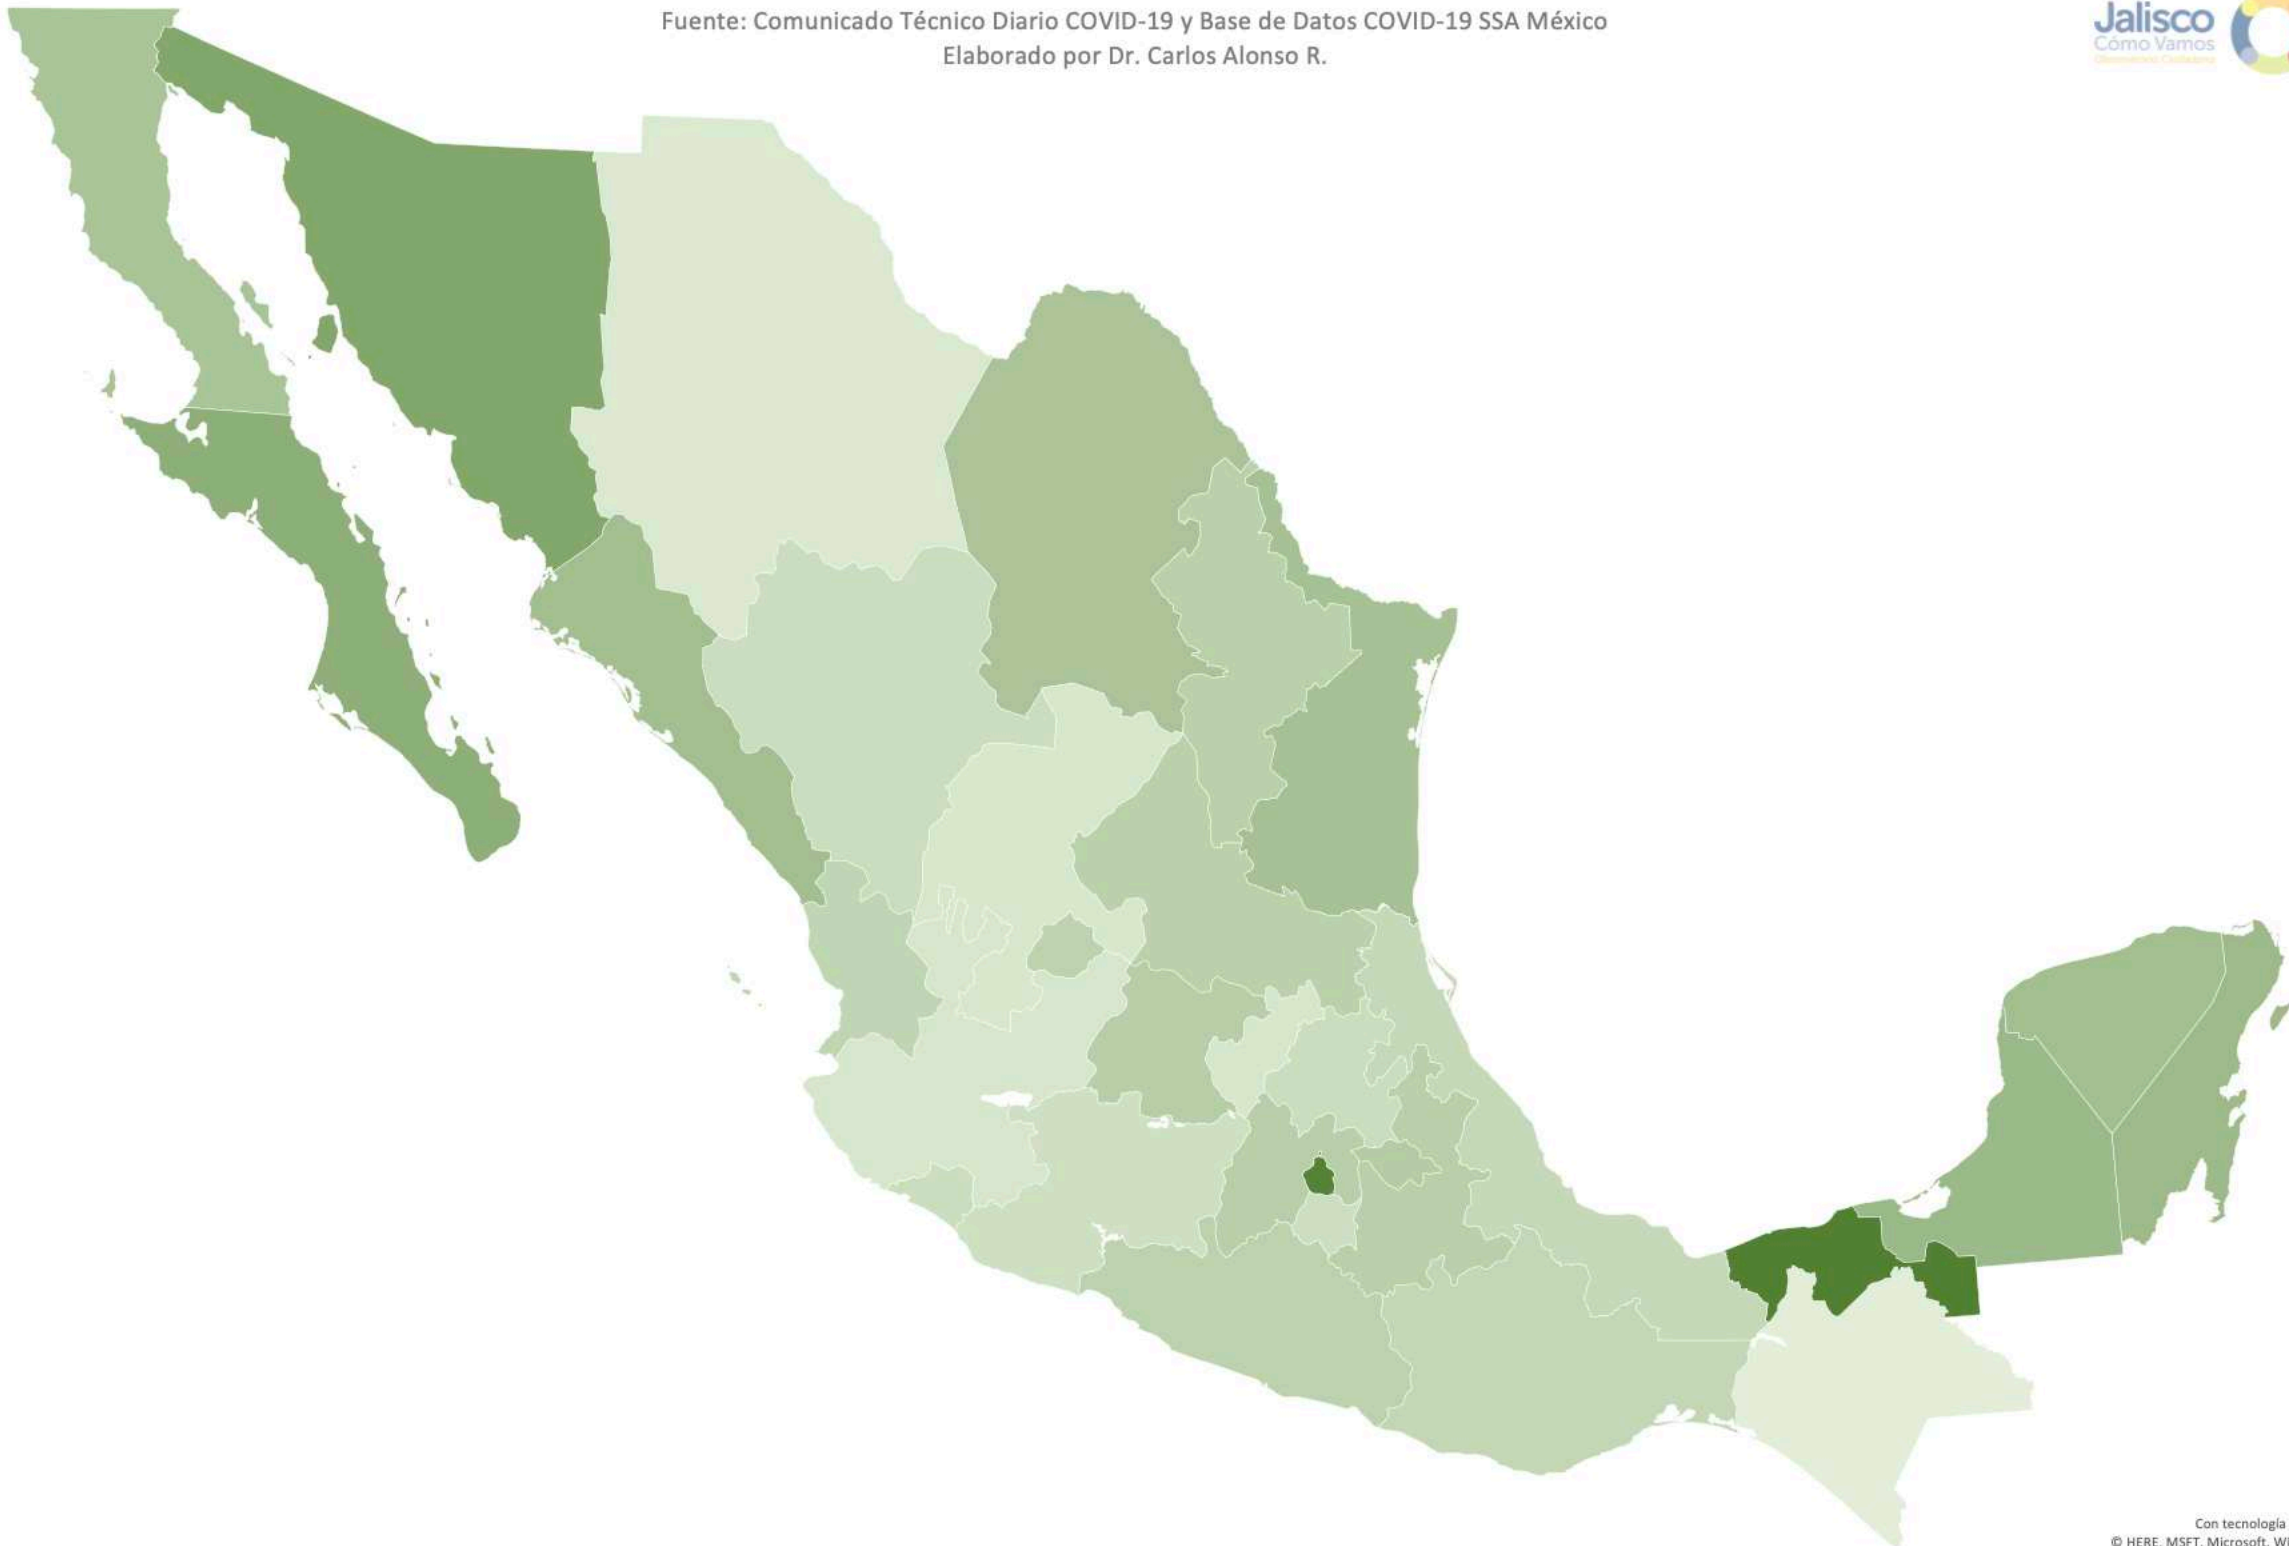 Fuente: Comunicado Técnico Diario COVID-19 y Base de Datos COVID-19 SSA México
Elaborado por Dr. Carlos Alonso R.
Jalisco
Cómo Vamos
Con tecnología
© HERE, MSFT, Microsoft,